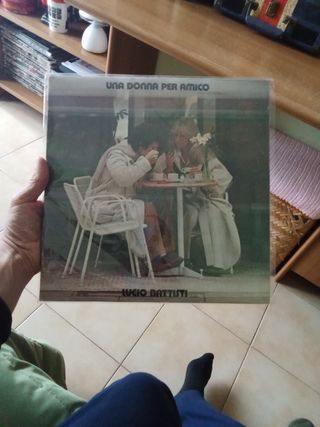 UNA DONNA PER AMICO
LUCIO BATTISTI